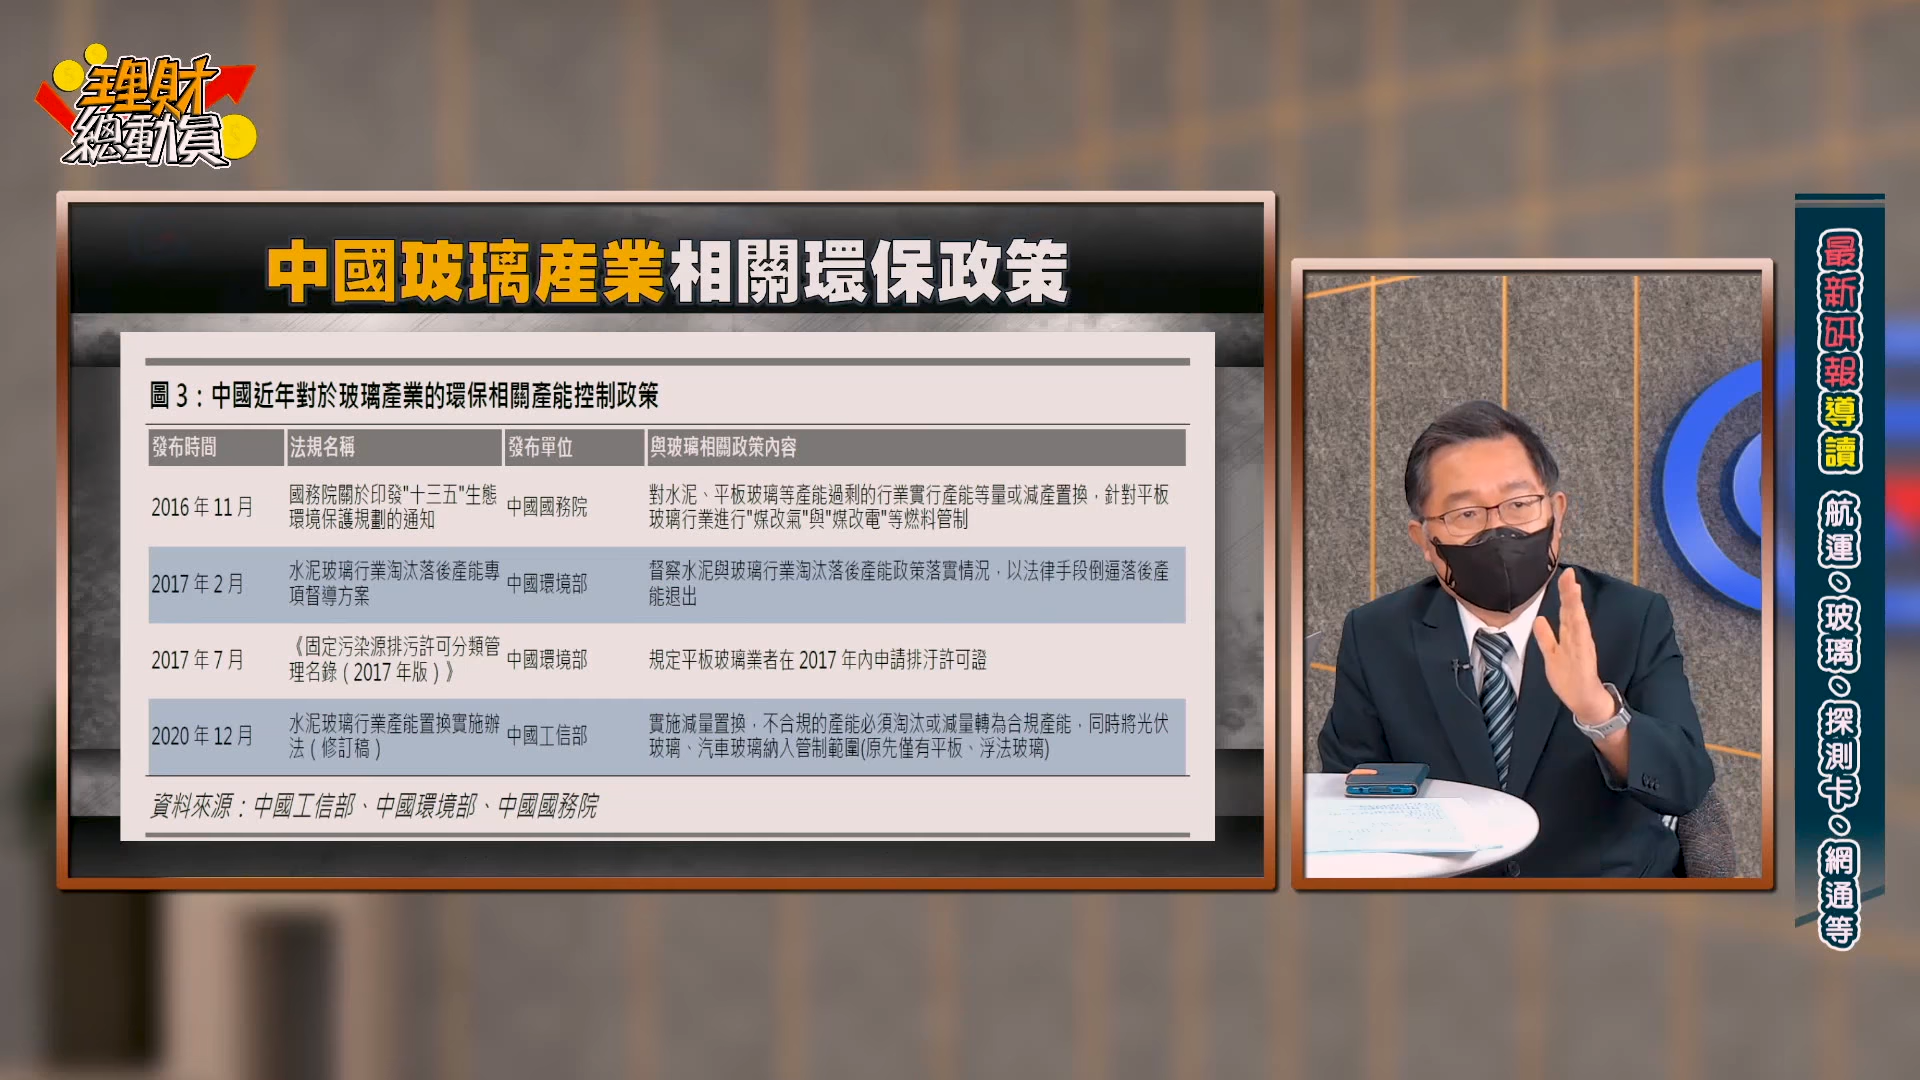 理財
總動員
中國玻璃產業相關環保政策
圖 3：中國近年對於玻璃產業的環保相關產能控制政策
發布時間 法規名稱 發布單位 與玻璃相關政策內容
2016 年 11 月 國務院關於印發"十三五"生態環境保護規劃的通知 中國國務院 對水泥、平板玻璃等產能過剩的行業實行產能等量或減產置換，針對平板玻璃行業進行"煤改氣"與"煤改電"等燃料管制
2017 年 2 月 水泥玻璃行業淘汰落後產能專項督導方案 中國環境部 督察水泥與玻璃行業淘汰落後產能政策落實情況，以法律手段倒逼落後產能退出
2017 年 7 月 《固定污染源排污許可分類管理名錄（2017 年版）》 中國環境部 規定平板玻璃業者在 2017 年內申請排汙許可證
2020 年 12 月 水泥玻璃行業產能置換實施辦法（修訂稿） 中國工信部 實施減量置換，不合規的產能必須淘汰或減量轉為合規產能，同時將光伏玻璃、汽車玻璃納入管制範圍(原先僅有平板、浮法玻璃)
資料來源：中國工信部、中國環境部、中國國務院
最新研報導讀 航運。玻璃。探測卡。網通等